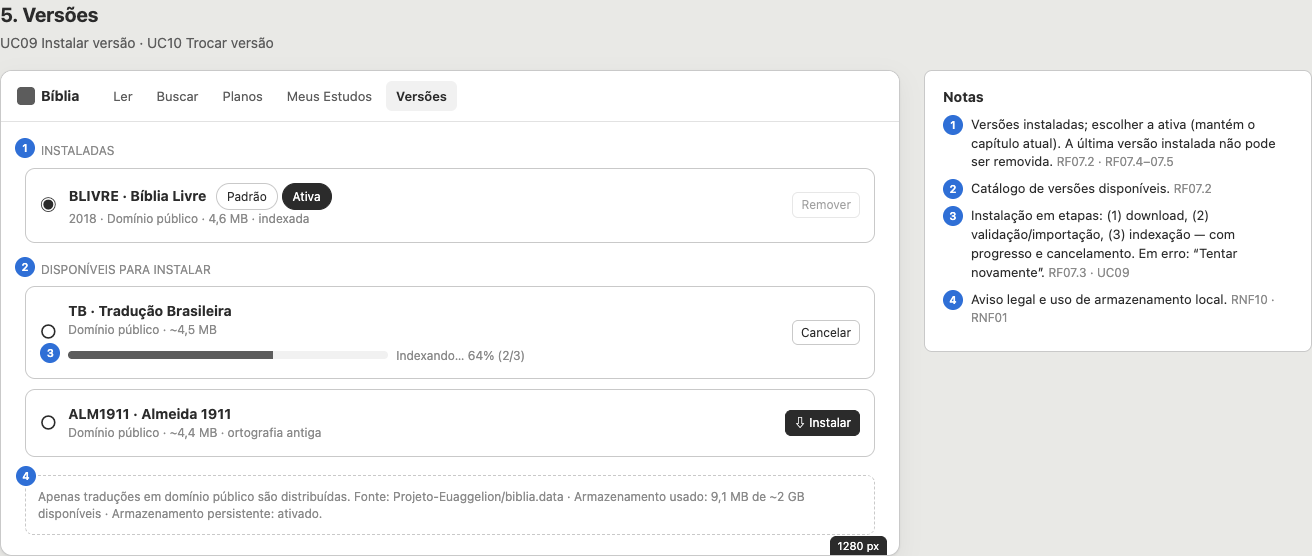 5. Versões
UC09 Instalar versão · UC10 Trocar versão
Bíblia
Ler
Buscar
Planos
Meus Estudos
Versões
1
INSTALADAS
BLIVRE · Bíblia Livre
Padrão
Ativa
2018 · Domínio público · 4,6 MB · indexada
Remover
2
DISPONÍVEIS PARA INSTALAR
TB · Tradução Brasileira
Domínio público · ~4,5 MB
3
Indexando... 64% (2/3)
Cancelar
ALM1911 · Almeida 1911
Domínio público · ~4,4 MB · ortografia antiga
⇩ Instalar
4
Apenas traduções em domínio público são distribuídas. Fonte: Projeto-Euaggelion/biblia.data · Armazenamento usado: 9,1 MB de ~2 GB
disponíveis · Armazenamento persistente: ativado.
1280 px
Notas
1 Versões instaladas; escolher a ativa (mantém o
capítulo atual). A última versão instalada não pode
ser removida. RF07.2 · RF07.4–07.5
2 Catálogo de versões disponíveis. RF07.2
3 Instalação em etapas: (1) download, (2)
validação/importação, (3) indexação — com
progresso e cancelamento. Em erro: “Tentar
novamente”. RF07.3 · UC09
4 Aviso legal e uso de armazenamento local. RNF10 ·
RNF01